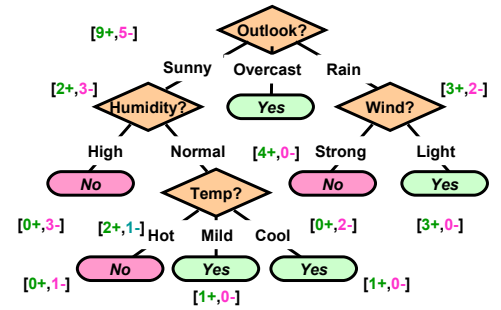 [9+,5-] Outlook?
Sunny Overcast Rain
[2+,3-] Humidity? Yes Wind? [3+,2-]
High Normal [4+,0-] Strong Light
No Temp? No Yes
[0+,3-] [2+,1-] Hot Mild Cool [0+,2-] [3+,0-]
No Yes Yes
[0+,1-] [1+,0-] [1+,0-]